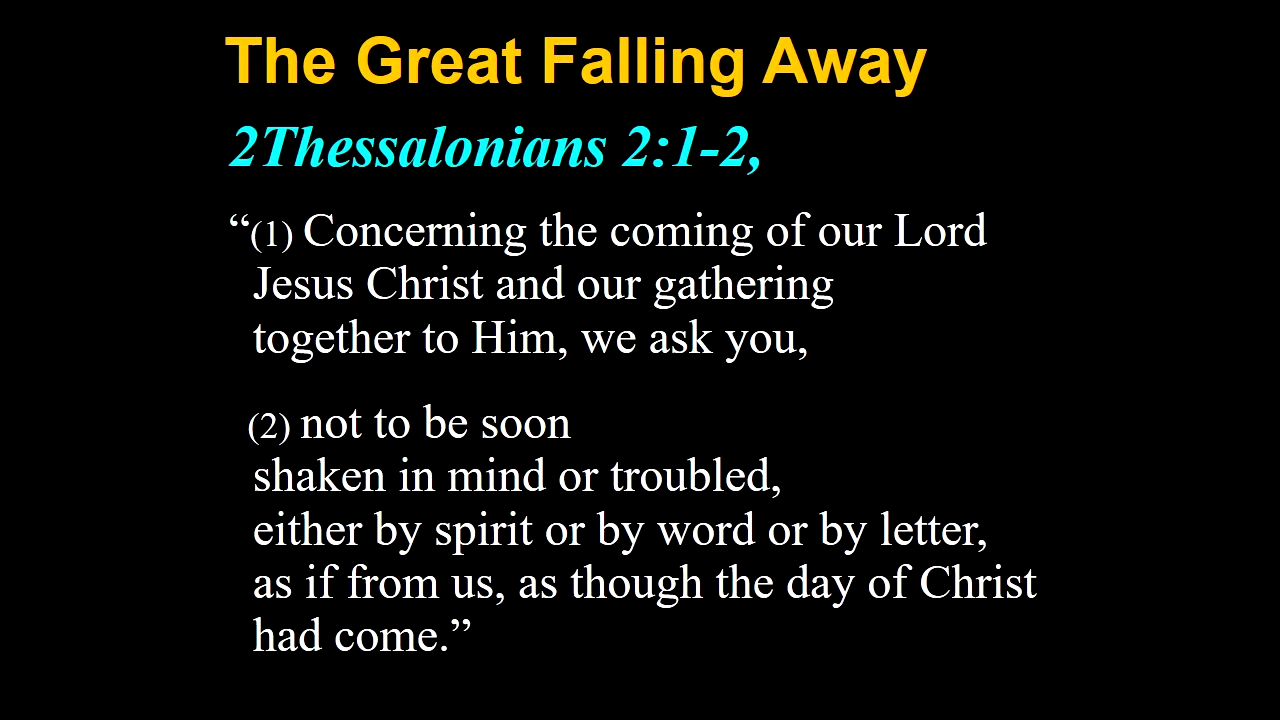 The Great Falling Away
2Thessalonians 2:1-2,
“(1) Concerning the coming of our Lord
Jesus Christ and our gathering
together to Him, we ask you,
(2) not to be soon
shaken in mind or troubled,
either by spirit or by word or by letter,
as if from us, as though the day of Christ
had come.”